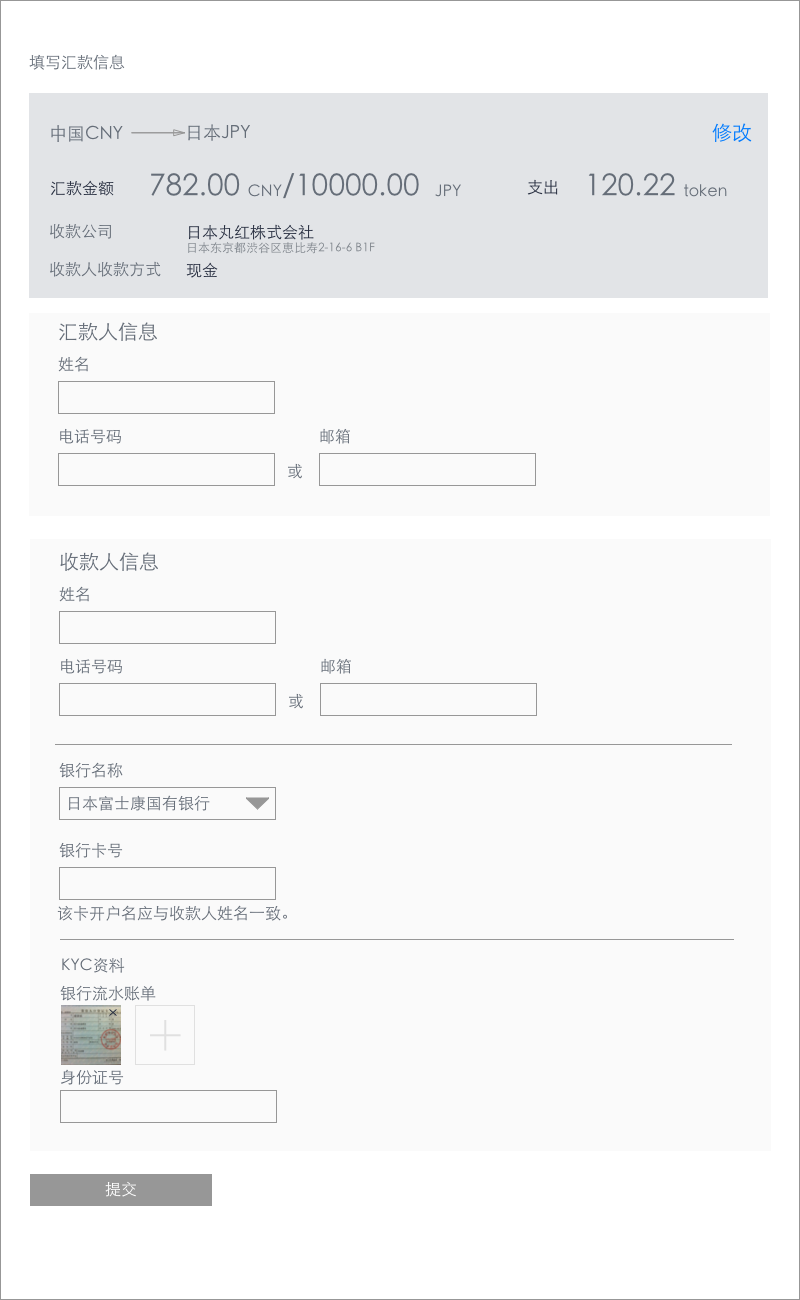 填写汇款信息
中国CNY 日本JPY 修改
汇款金额 782.00 CNY/10000.00 JPY 支出 120.22 token
收款公司 日本丸红株式会社
日本东京都渋谷区恵比寿2-16-6 B1F
收款人收款方式 现金
汇款人信息
姓名
电话号码 邮箱
或
收款人信息
姓名
电话号码 邮箱
或
银行名称
日本富士康国有银行
银行卡号
该卡开户名应与收款人姓名一致。
KYC资料
银行流水账单
身份证号
提交